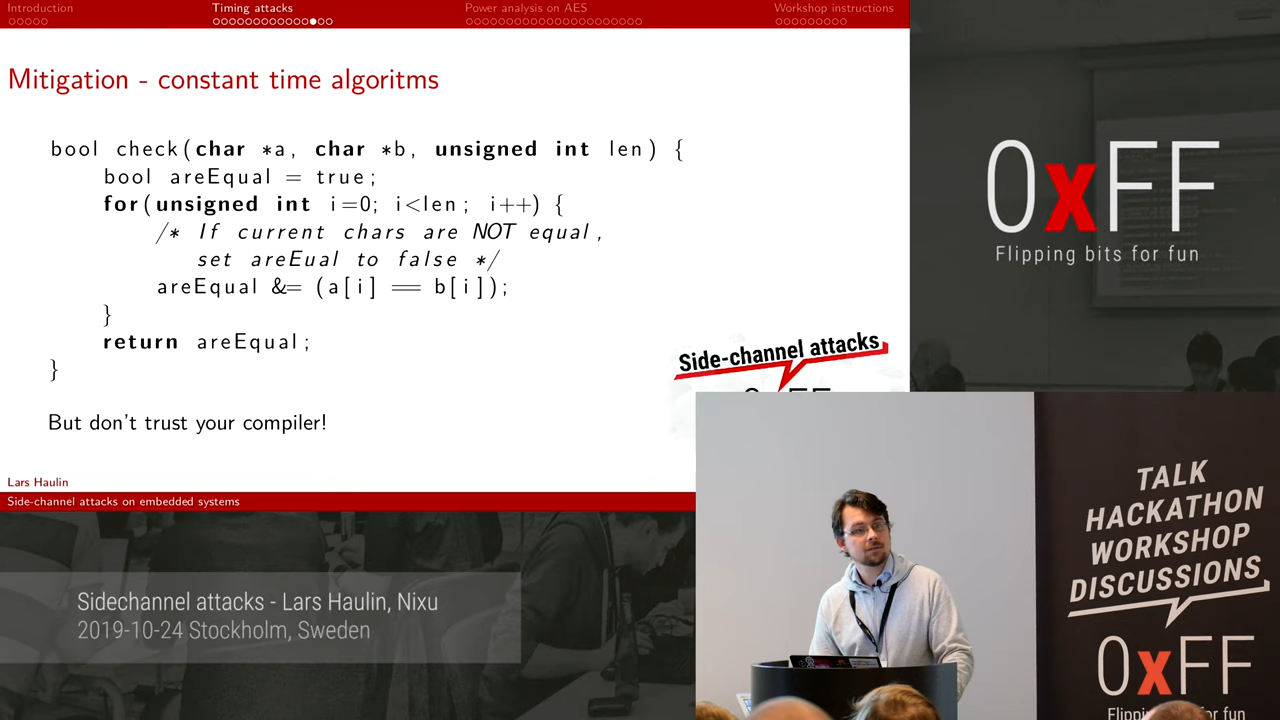 Introduction
Timing attacks
Power analysis on AES
Workshop instructions
Mitigation - constant time algoritms
bool check(char *a, char *b, unsigned int len) {
bool areEqual = true;
for(unsigned int i=0; i<len; i++) {
/* If current chars are NOT equal,
set areEual to false */
areEqual &= (a[i] == b[i]);
}
return areEqual;
}
But don't trust your compiler!
Side-channel attacks
Lars Haulin
Side-channel attacks on embedded systems
0xFF
Flipping bits for fun
Sidechannel attacks - Lars Haulin, Nixu
2019-10-24 Stockholm, Sweden
TALK
HACKATHON
WORKSHOP
DISCUSSIONS
0xFF